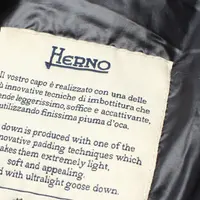 HERNO
Il vostro capo è realizzato con una delle
innovative tecniche di imbottitura che
rende leggerissimo, soffice e accattivante.
utilizzando finissima piuma d'oca.
down is produced with one of the
innovative padding techniques which
makes them extremely light,
soft and appealing.
with ultralight goose down.